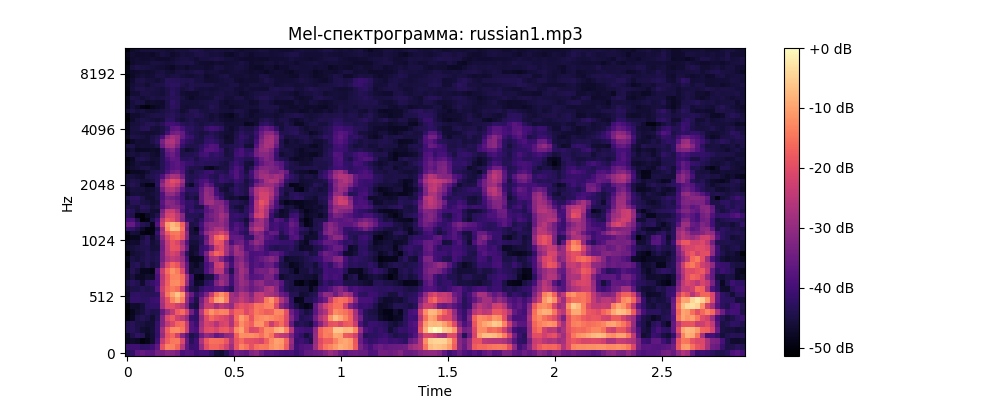 Mel-спектрограмма: russian1.mp3
+0 dB
8192
-10 dB
4096
-20 dB
2048
Hz
-30 dB
1024
-40 dB
512
-50 dB
0
0 0.5 1 1.5 2 2.5
Time